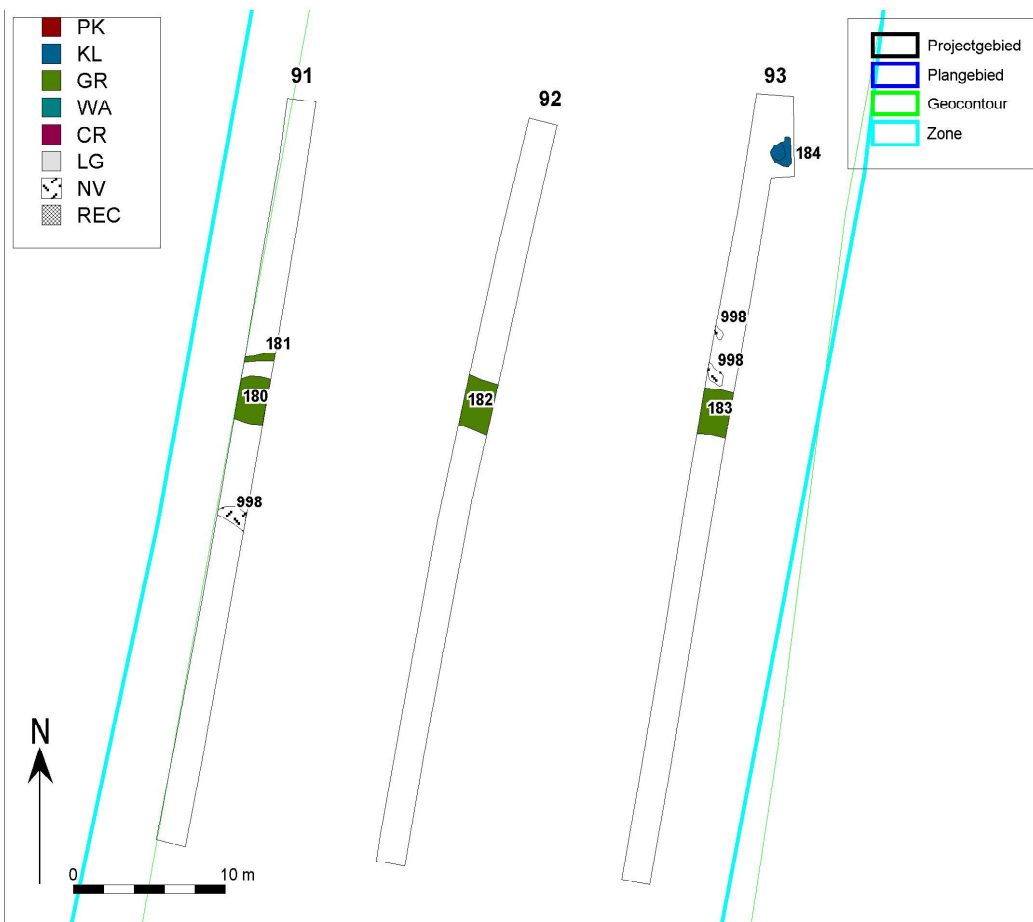 PK
KL
GR
WA
CR
LG
NV
REC
91
92
93
Projectgebied
Plangebied
Geocontour
Zone
184
998
181
998
180
182
183
998
N
0 10 m